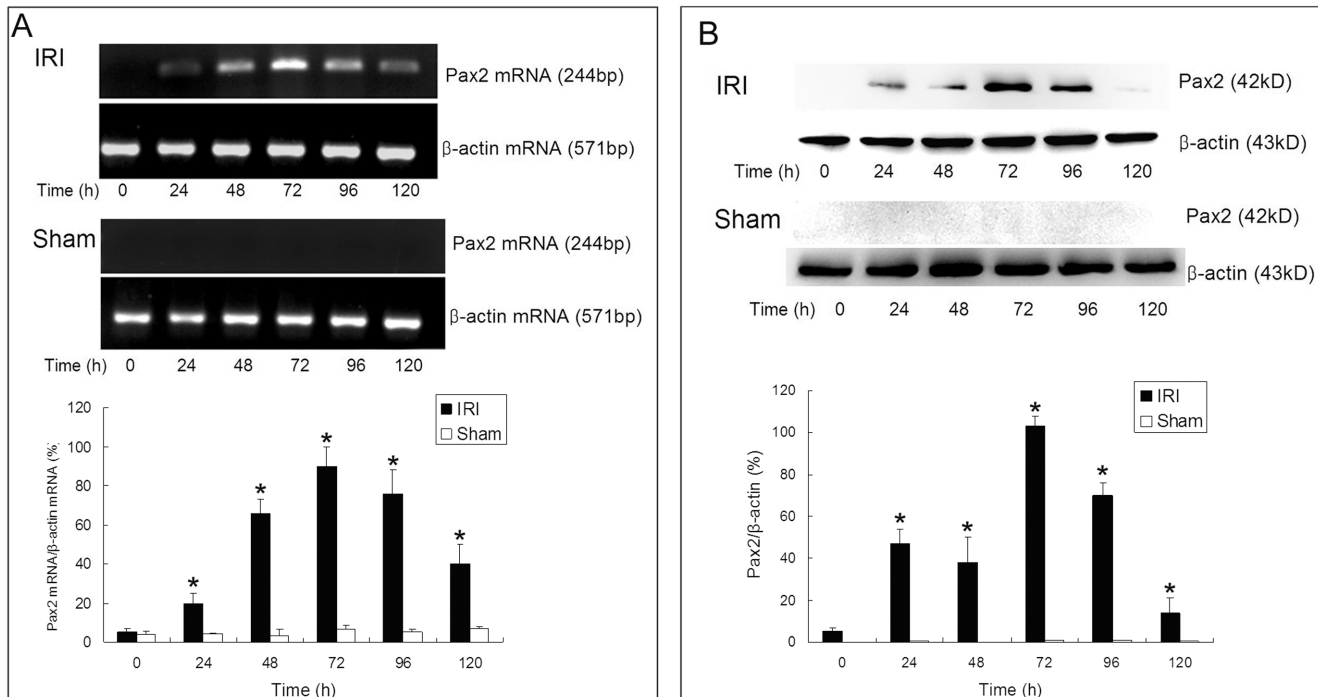 A
IRI
Pax2 mRNA (244bp)
β-actin mRNA (571bp)
Time (h) 0 24 48 72 96 120
Sham
Pax2 mRNA (244bp)
β-actin mRNA (571bp)
Time (h) 0 24 48 72 96 120
Pax2 mRNA/β-actin mRNA (%)
120
100
80
60
40
20
0
IRI
Sham
* * * * *
0 24 48 72 96 120
Time (h)
B
IRI
Pax2 (42kD)
β-actin (43kD)
Time (h) 0 24 48 72 96 120
Sham
Pax2 (42kD)
β-actin (43kD)
Time (h) 0 24 48 72 96 120
Pax2/β-actin (%)
120
100
80
60
40
20
0
IRI
Sham
* * * * *
0 24 48 72 96 120
Time (h)